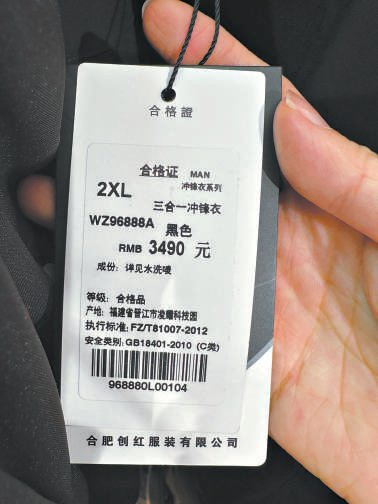 合格證
合格证 MAN
2XL 冲锋衣系列
三合一冲锋衣
WZ96888A 黑色
RMB 3490 元
成份：详见水洗唛
等级：合格品
产地：福建省晋江市凌耀科技园
执行标准：FZ/T81007-2012
安全类别：GB18401-2010 (C类)
968880L00104
合肥创红服装有限公司